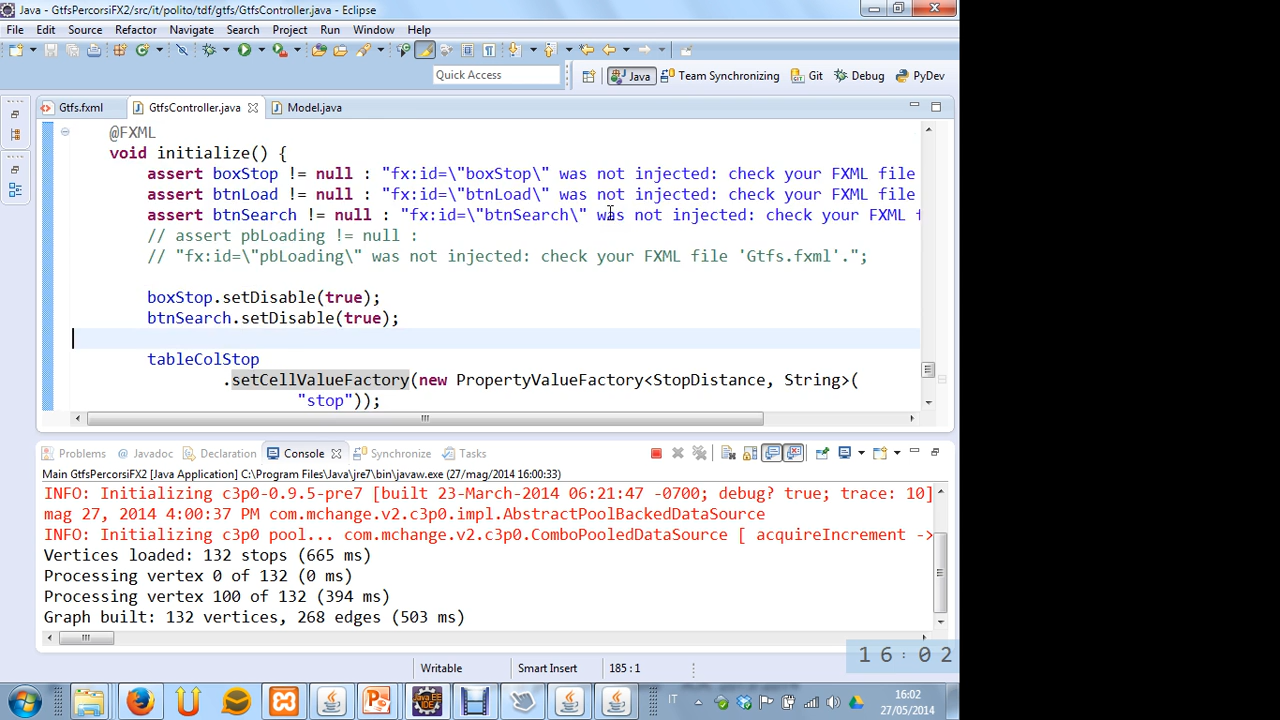 Java - GtfsPercorsiFX2/src/it/polito/tdf/gtfs/GtfsController.java - Eclipse
File Edit Source Refactor Navigate Search Project Run Window Help
Quick Access
Java Team Synchronizing Git Debug PyDev
Gtfs.fxml GtfsController.java Model.java
@FXML
void initialize() {
assert boxStop != null : "fx:id=\"boxStop\" was not injected: check your FXML file
assert btnLoad != null : "fx:id=\"btnLoad\" was not injected: check your FXML file
assert btnSearch != null : "fx:id=\"btnSearch\" was not injected: check your FXML f
// assert pbLoading != null :
// "fx:id=\"pbLoading\" was not injected: check your FXML file 'Gtfs.fxml'.";
boxStop.setDisable(true);
btnSearch.setDisable(true);
tableColStop
.setCellValueFactory(new PropertyValueFactory<StopDistance, String>(
"stop"));
Problems @ Javadoc Declaration Console Synchronize Tasks
Main GtfsPercorsiFX2 [Java Application] C:\Program Files\Java\jre7\bin\javaw.exe (27/mag/2014 16:00:33)
INFO: Initializing c3p0-0.9.5-pre7 [built 23-March-2014 06:21:47 -0700; debug? true; trace: 10]
mag 27, 2014 4:00:37 PM com.mchange.v2.c3p0.impl.AbstractPoolBackedDataSource
INFO: Initializing c3p0 pool... com.mchange.v2.c3p0.ComboPooledDataSource [ acquireIncrement ->
Vertices loaded: 132 stops (665 ms)
Processing vertex 0 of 132 (0 ms)
Processing vertex 100 of 132 (394 ms)
Graph built: 132 vertices, 268 edges (503 ms)
16:02
Writable Smart Insert 185 : 1
Java EE IDE
IT
16:02
27/05/2014